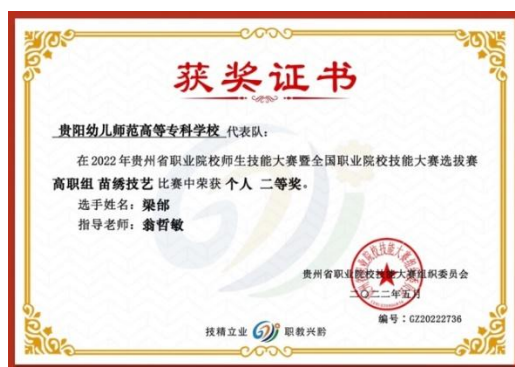 获奖证书
贵阳幼儿师范高等专科学校 代表队：
在 2022 年贵州省职业院校师生技能大赛暨全国职业院校技能大赛选拔赛
高职组 苗绣技艺 比赛中荣获 个人 二等奖。
选手姓名：梁郁
指导老师：翁哲敏
贵州省职业院校技能大赛组织委员会
二〇二二年五月
编号：GZ20222736
技精立业 职教兴黔